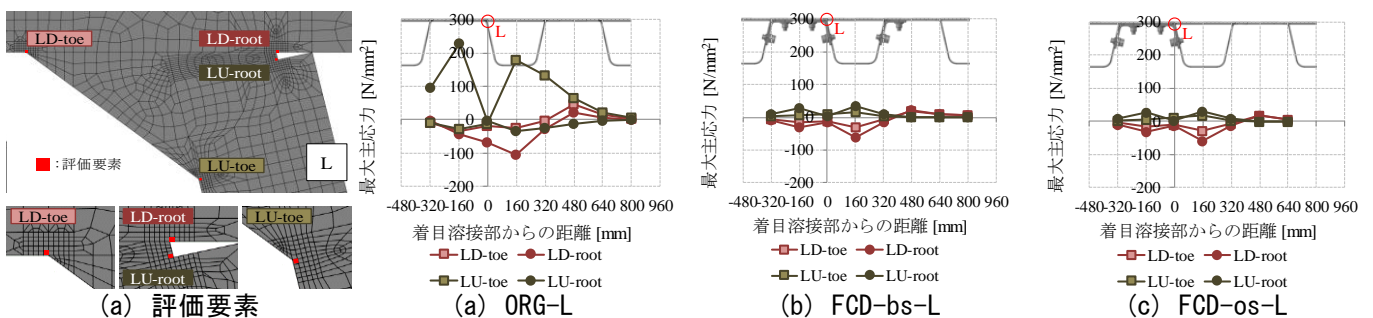 LD-toe
LD-root
LU-root
LU-toe
■:評価要素
L
LD-toe
LD-root
LU-root
LU-toe
(a) 評価要素
最大主応力 [N/mm²]
300
200
100
0
-100
-200
L
-480-320-160 0 160 320 480 640 800 960
着目溶接部からの距離 [mm]
LD-toe LD-root
LU-toe LU-root
(a) ORG-L
最大主応力 [N/mm²]
300
200
100
0
-100
-200
L
-480-320-160 0 160 320 480 640 800 960
着目溶接部からの距離 [mm]
LD-toe LD-root
LU-toe LU-root
(b) FCD-bs-L
最大主応力 [N/mm²]
300
200
100
0
-100
-200
L
-480-320-160 0 160 320 480 640 800 960
着目溶接部からの距離 [mm]
LD-toe LD-root
LU-toe LU-root
(c) FCD-os-L